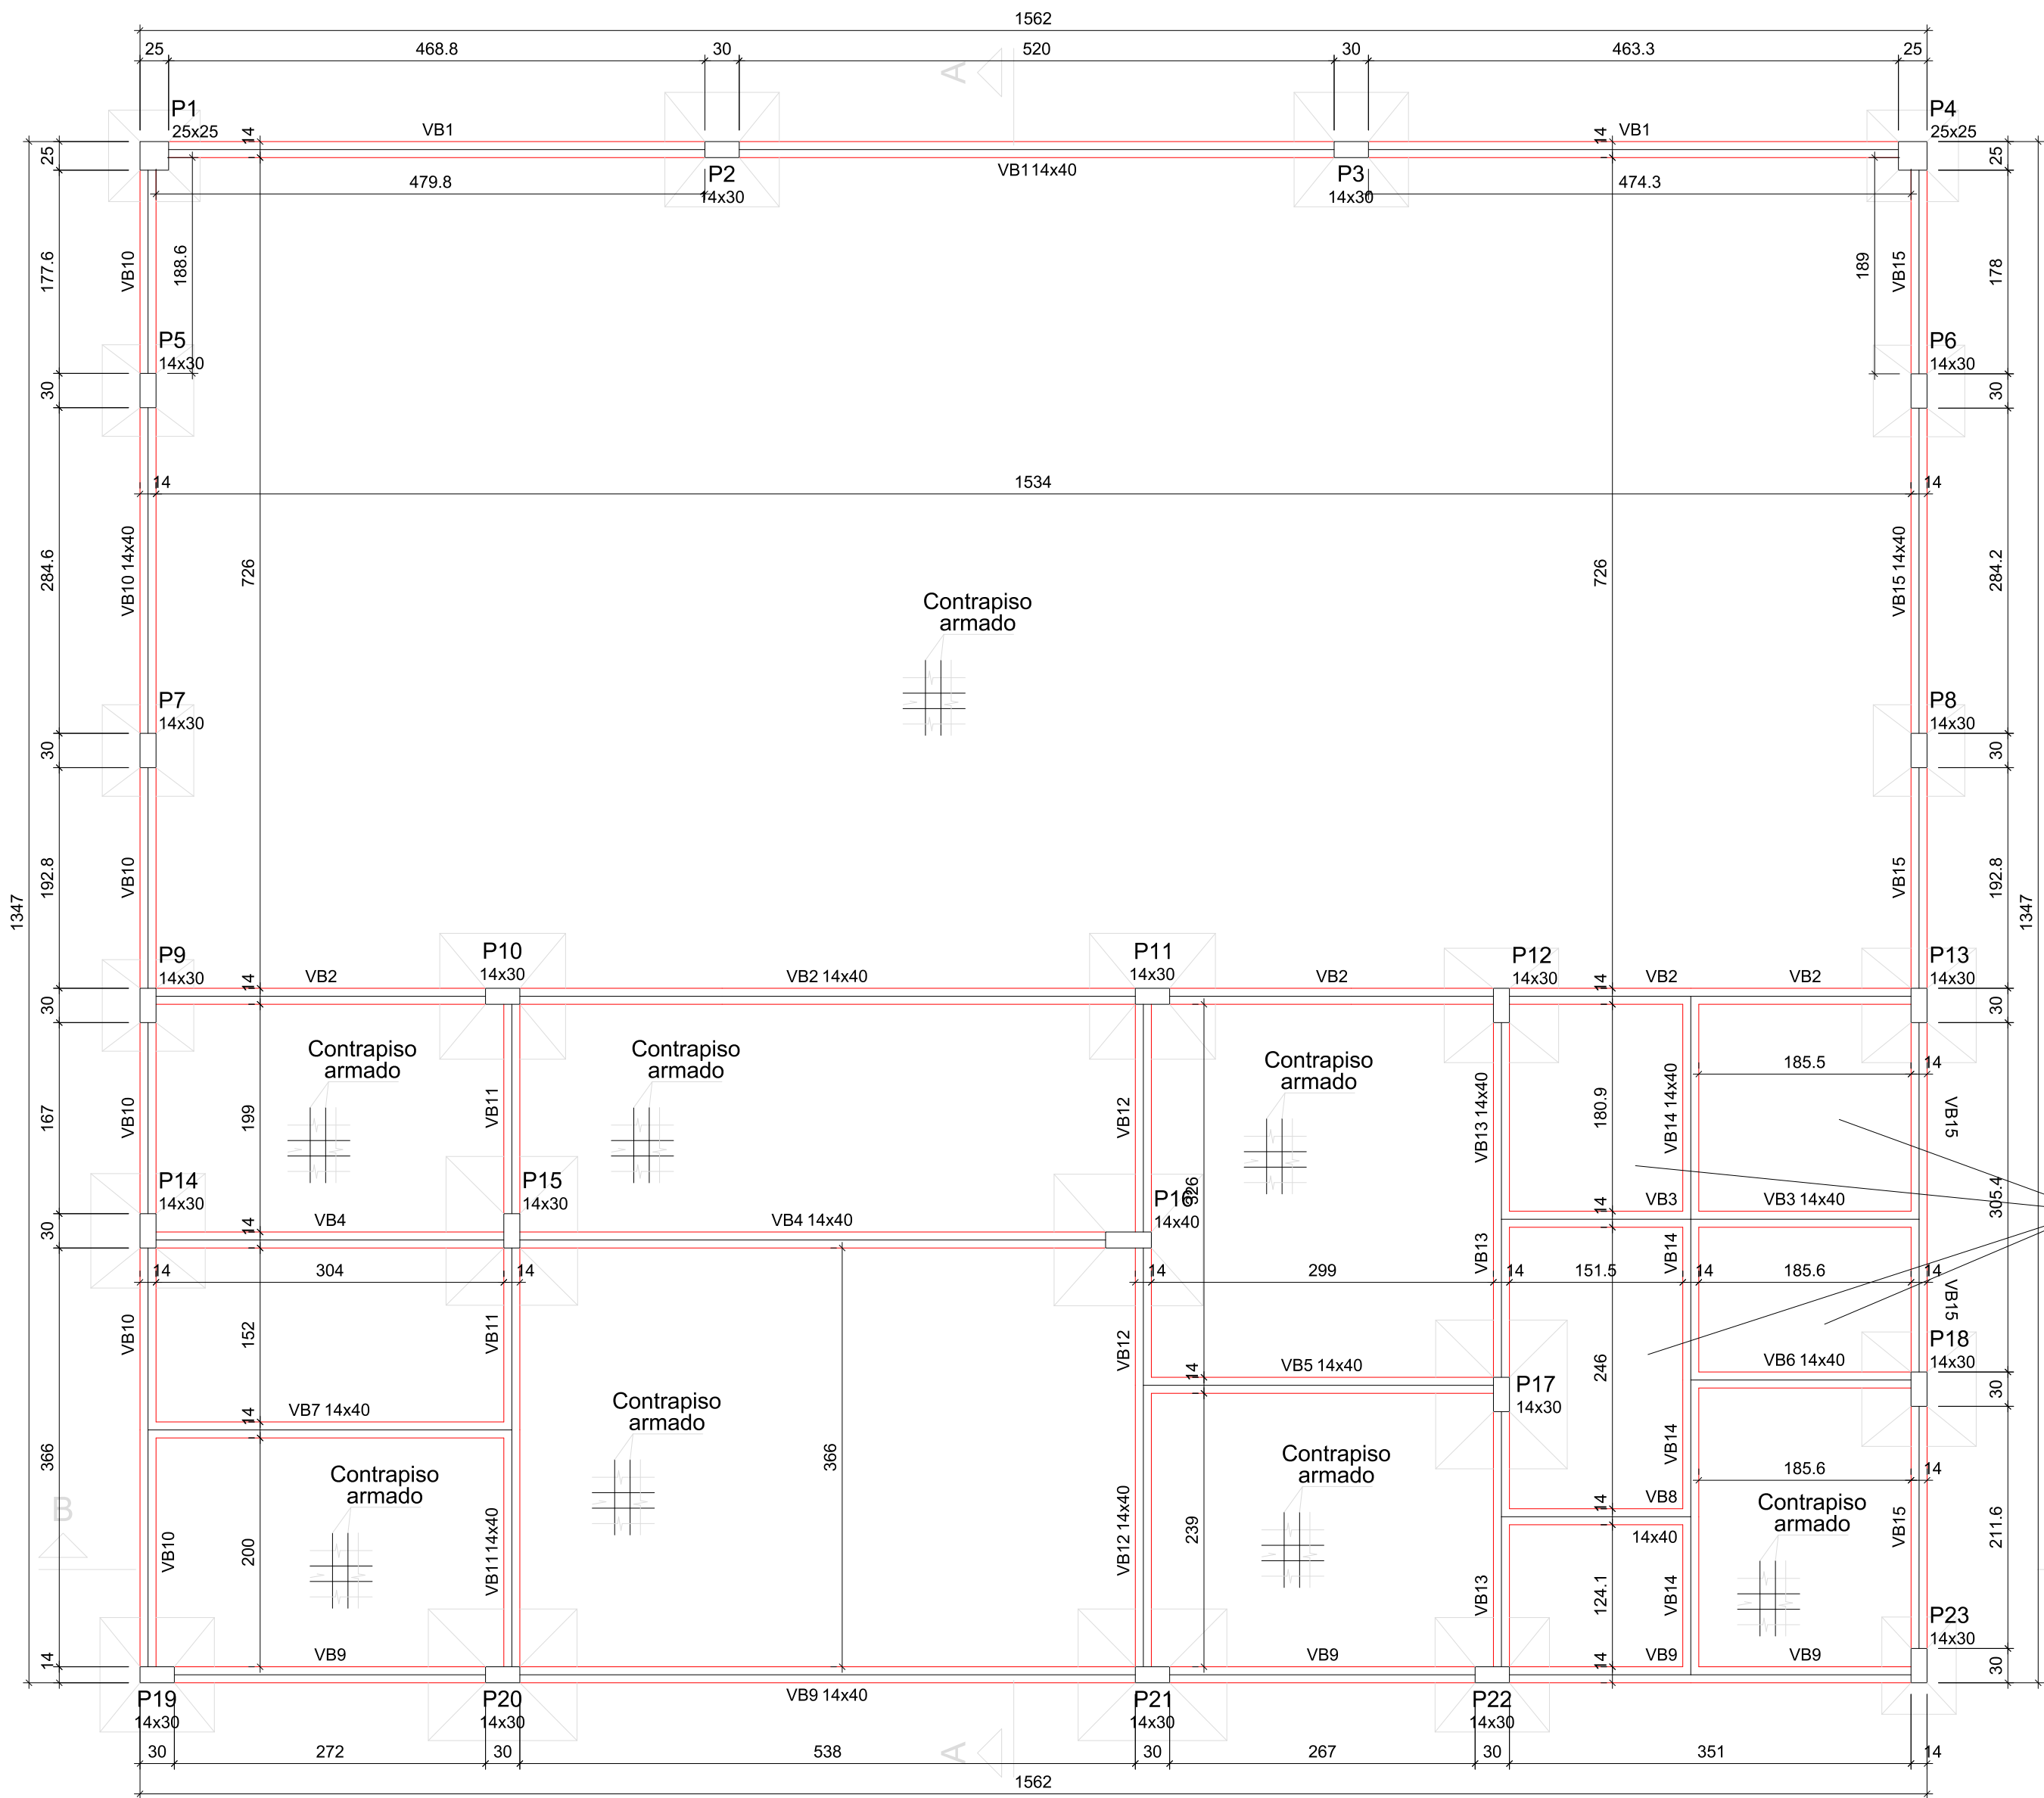 1562
25 468.8 30 520 30 463.3 25
A
P1
25x25
VB1
14
VB1
14
P4
25x25
25
25
P2
14x30
VB114x40
P3
14x30
479.8
474.3
177.6
VB10
188.6
189
VB15
178
P5
14x30
P6
14x30
30
30
14
1534
14
284.6
VB10 14x40
726
726
VB15 14x40
284.2
Contrapiso
armado
P7
14x30
P8
14x30
30
30
1347
192.8
VB10
VB15
192.8
1347
P9
14x30
VB2
14
P10
14x30
VB2 14x40
P11
14x30
VB2
P12
14x30
14
VB2
VB2
P13
14x30
30
30
Contrapiso
armado
Contrapiso
armado
Contrapiso
armado
185.5
14
167
VB10
199
VB11
VB12
VB13 14x40
180.9
VB14 14x40
VB15
P14
14x30
P15
14x30
P16
14x40
326
VB3
VB3 14x40
14
305.4
30
14
VB4
VB4 14x40
VB13
VB14
14
304
14
14
299
14
151.5
14
185.6
14
VB10
152
VB11
VB12
VB15
P18
14x30
VB5 14x40
14
246
VB6 14x40
P17
14x30
30
VB7 14x40
14
Contrapiso
armado
366
366
VB14
Contrapiso
armado
Contrapiso
armado
185.6
14
B
VB8
14
14x40
Contrapiso
armado
VB10
200
VB1114x40
VB12 14x40
239
VB15
211.6
VB13
124.1
VB14
P23
14x30
14
VB9
VB9
14
VB9
VB9
30
P19
14x30
P20
14x30
VB9 14x40
P21
14x30
P22
14x30
A
30 272 30 538 30 267 30 351 14
1562